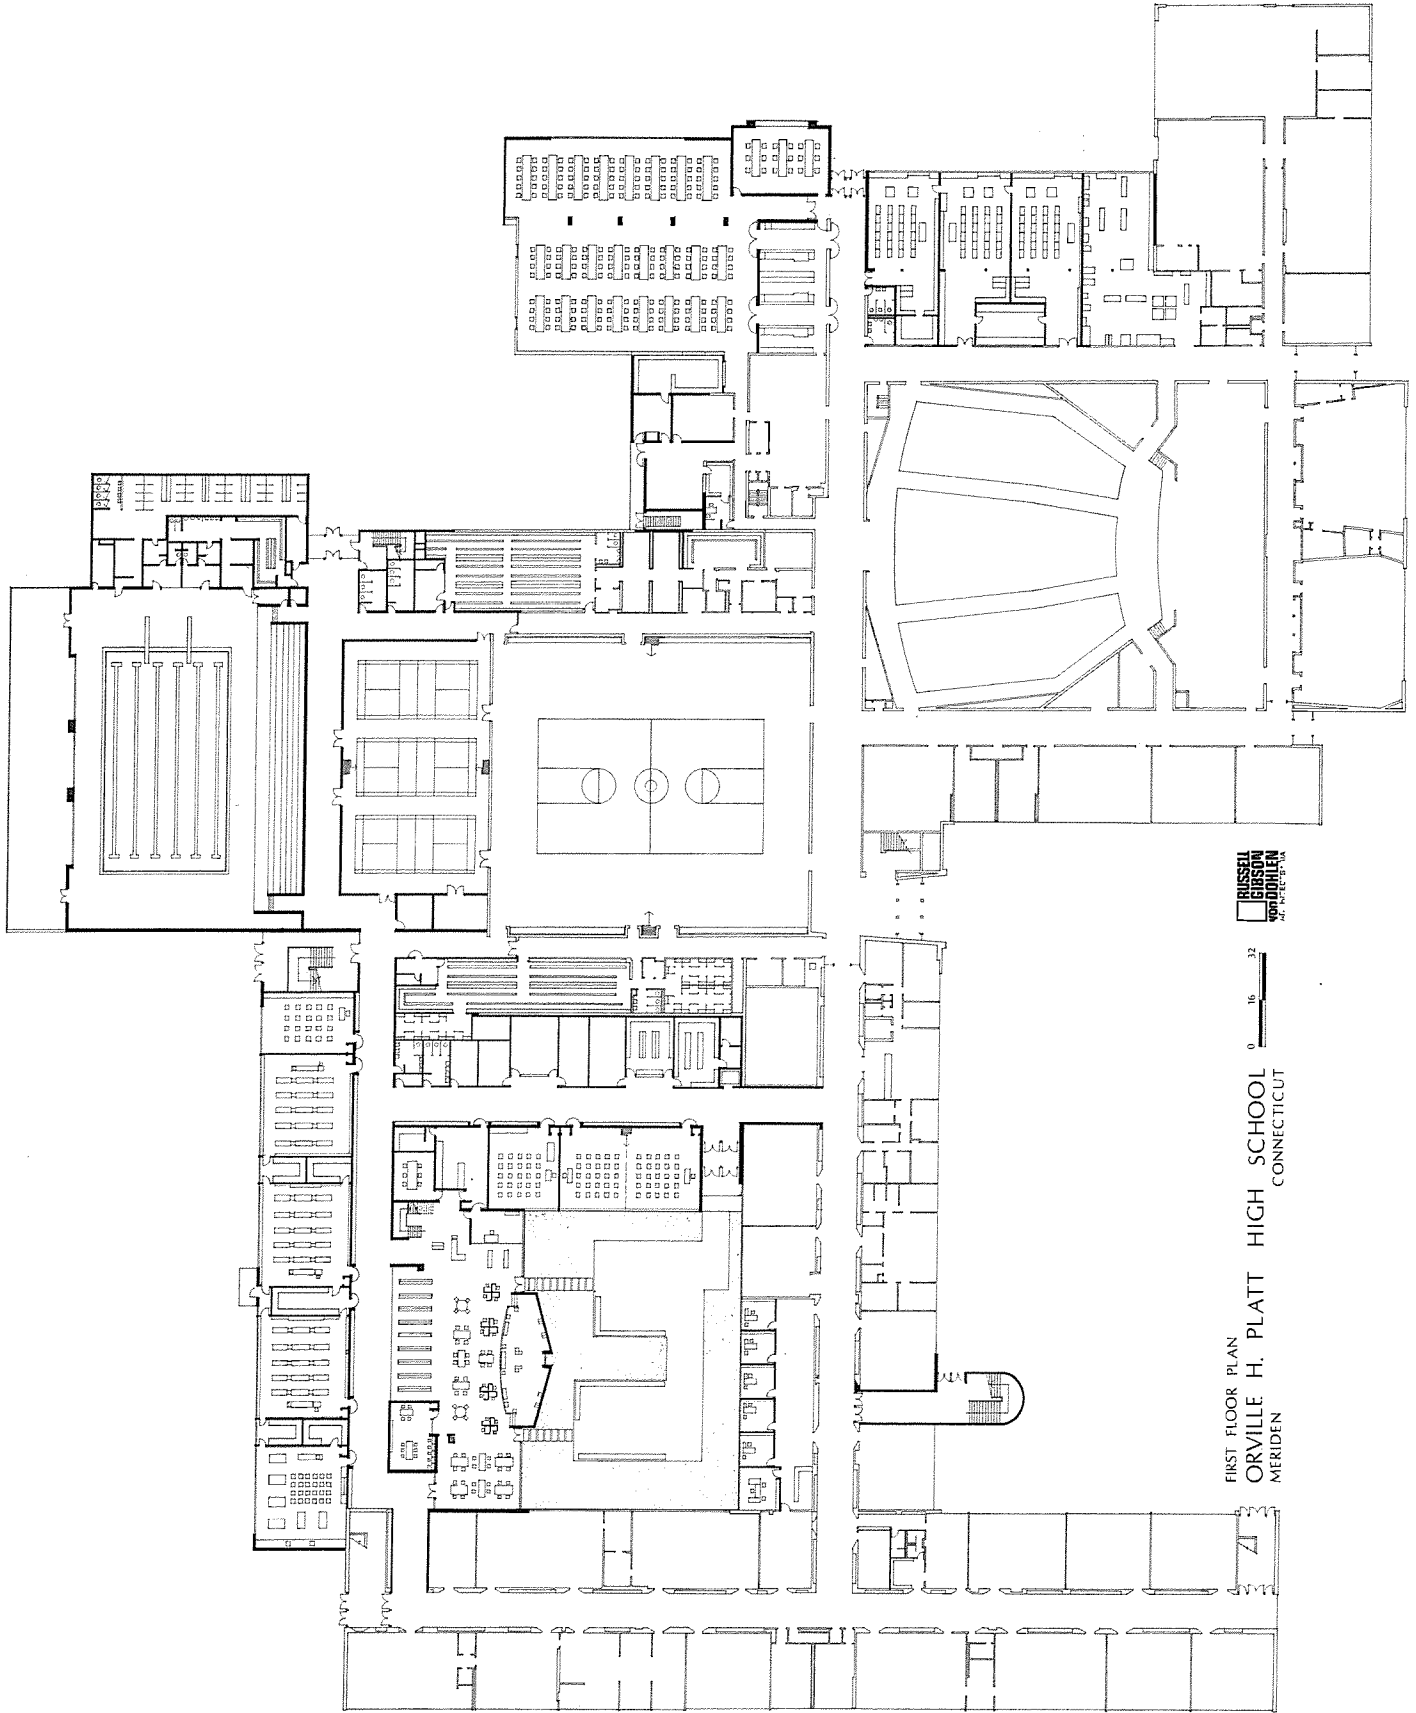 FIRST FLOOR PLAN
ORVILLE H. PLATT HIGH SCHOOL
MERIDEN CONNECTICUT
0 16 32
RUSSELL
GIBSON
von DOHLEN